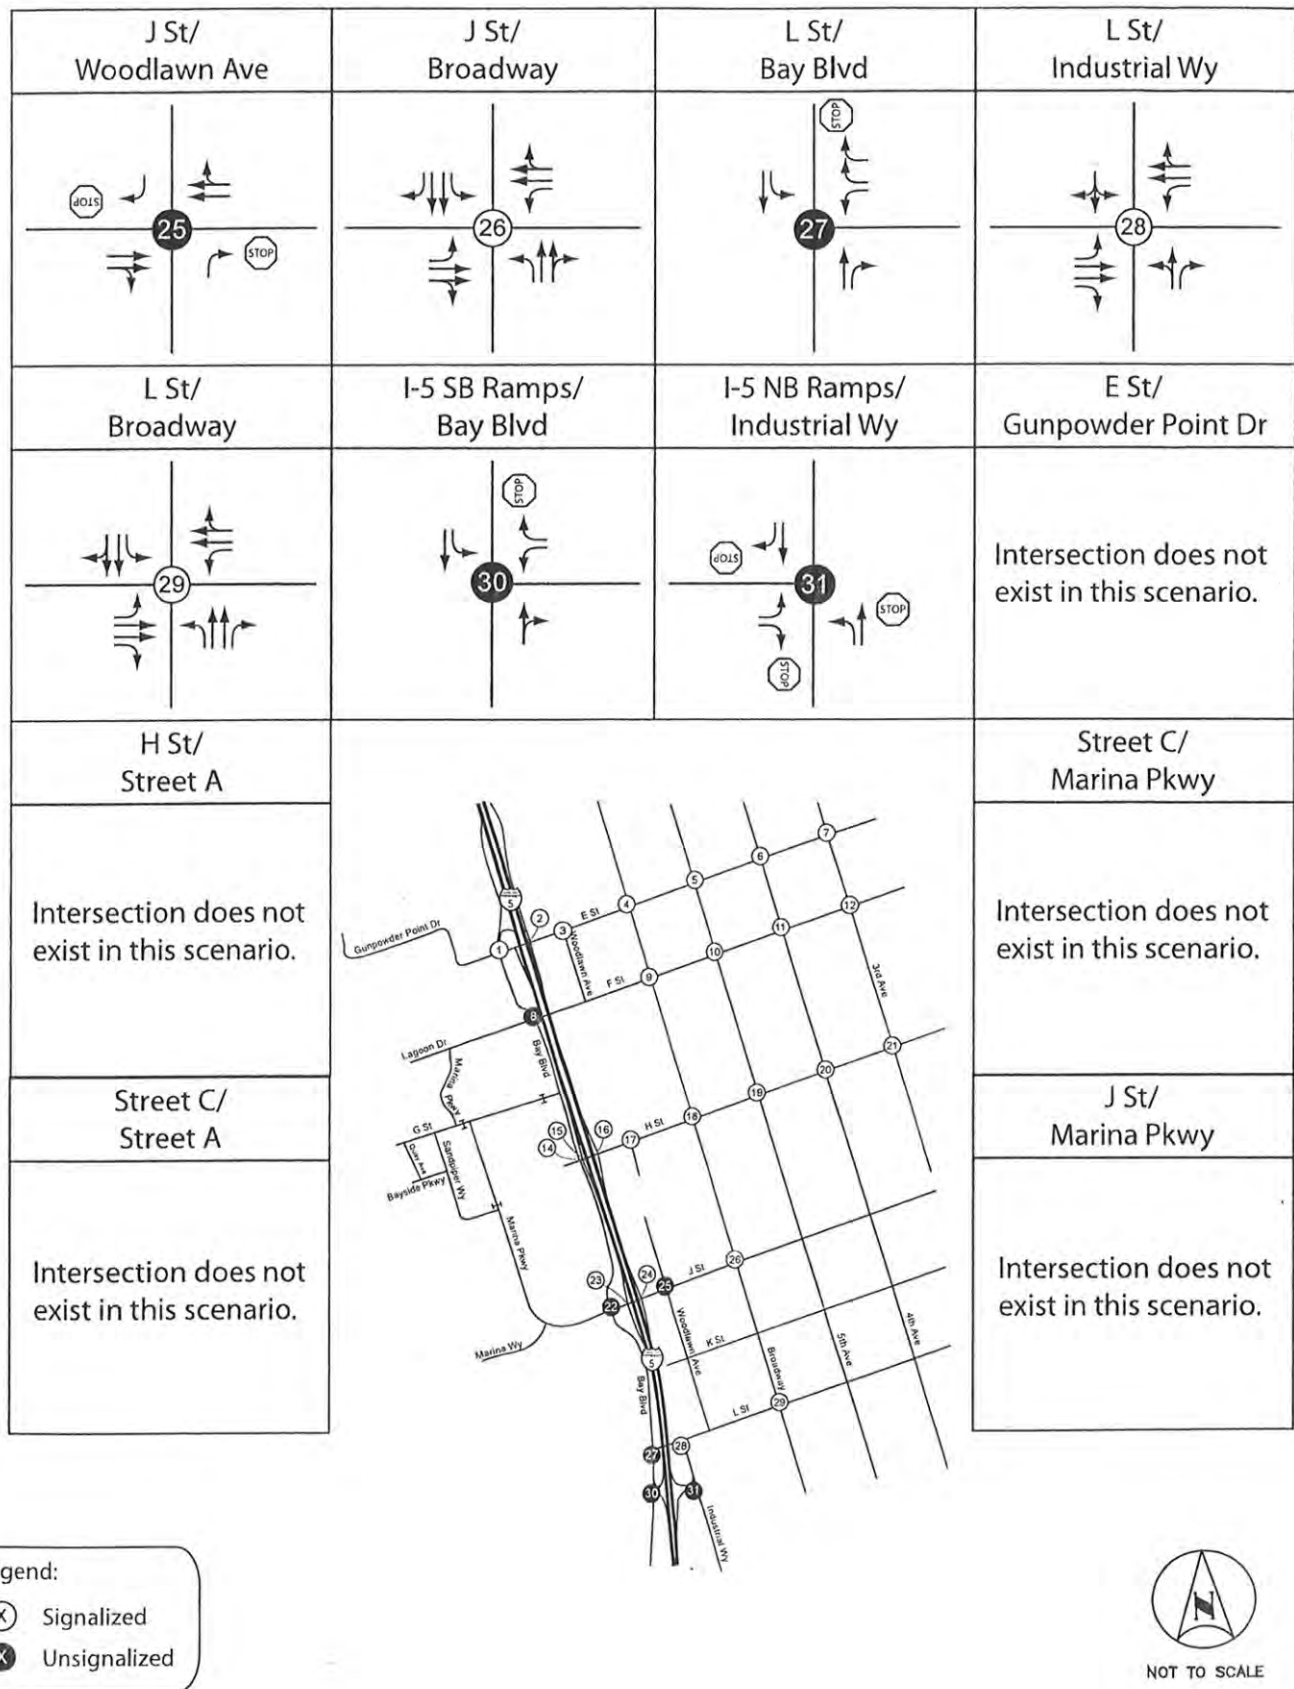 J St/
Woodlawn Ave
J St/
Broadway
L St/
Bay Blvd
L St/
Industrial Wy
STOP
25
STOP
26
STOP
27
28
L St/
Broadway
I-5 SB Ramps/
Bay Blvd
I-5 NB Ramps/
Industrial Wy
E St/
Gunpowder Point Dr
29
STOP
30
STOP
31
STOP
STOP
Intersection does not
exist in this scenario.
H St/
Street A
Intersection does not
exist in this scenario.
Street C/
Marina Pkwy
Intersection does not
exist in this scenario.
Street C/
Street A
Intersection does not
exist in this scenario.
J St/
Marina Pkwy
Intersection does not
exist in this scenario.
7
6
5
5
4
12
2
E St
3
11
Gunpowder Point Dr
1
10
Woodlawn Ave
9
F St
3rd Ave
8
Lagoon Dr
Bay Blvd
21
Marina Pkwy
20
19
G St
15
16
18
H St
17
14
Quay Ave
Sandpiper Wy
Bayside Pkwy
Marina Pkwy
26
23
24
J St
25
22
4th Ave
Woodlawn Ave
K St
5th Ave
Marina Wy
5
Broadway
Bay Blvd
29
L St
28
27
30
31
Industrial Wy
gend:
X Signalized
X Unsignalized
N
NOT TO SCALE